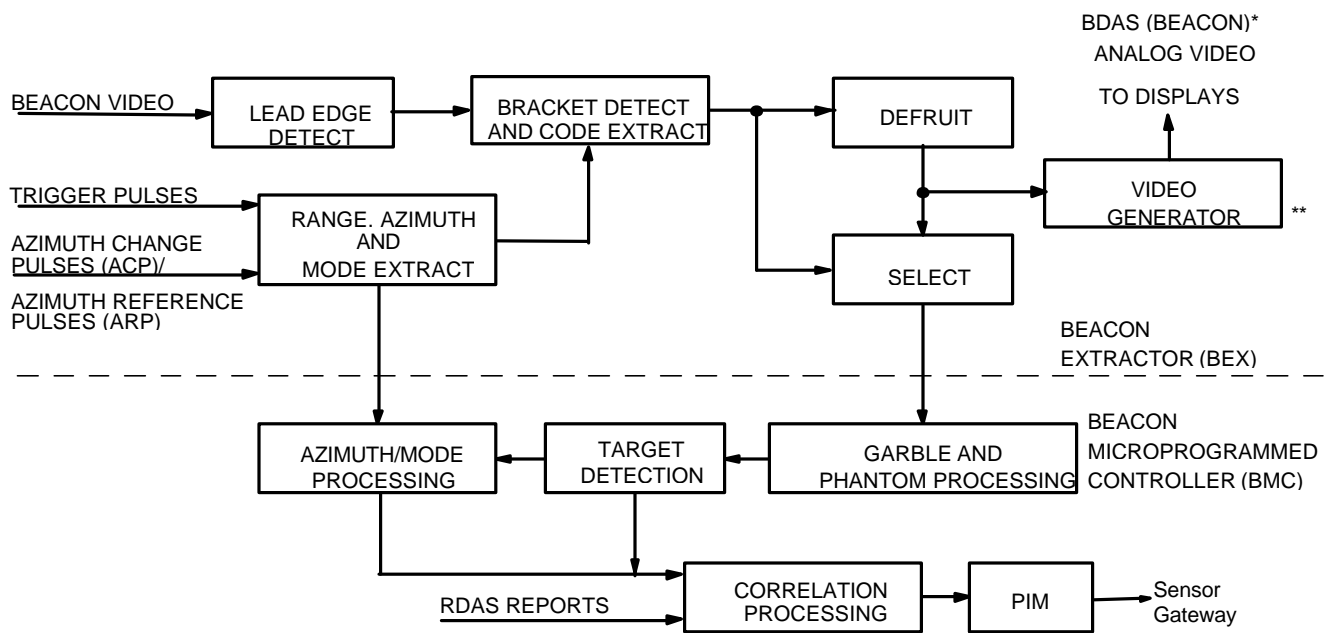 BDAS (BEACON)*
ANALOG VIDEO
TO DISPLAYS
BEACON VIDEO
LEAD EDGE
DETECT
BRACKET DETECT
AND CODE EXTRACT
DEFRUIT
VIDEO
GENERATOR
**
TRIGGER PULSES
AZIMUTH CHANGE
PULSES (ACP)/
AZIMUTH REFERENCE
PULSES (ARP)
RANGE. AZIMUTH
AND
MODE EXTRACT
SELECT
BEACON
EXTRACTOR (BEX)
AZIMUTH/MODE
PROCESSING
TARGET
DETECTION
GARBLE AND
PHANTOM PROCESSING
BEACON
MICROPROGRAMMED
CONTROLLER (BMC)
RDAS REPORTS
CORRELATION
PROCESSING
PIM
Sensor
Gateway